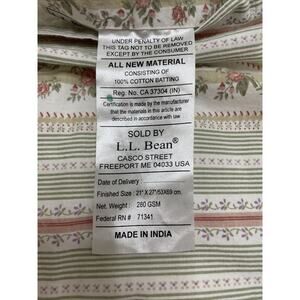 UNDER PENALTY OF LAW
THIS TAG NOT TO BE REMOVED
EXCEPT BY THE CONSUMER
ALL NEW MATERIAL
CONSISTING OF
100% COTTON BATTING
Reg. No. CA 37304 (IN)
Certification is made by the manufacturer
that the materials in this article are
described in accordance with law
SOLD BY
L.L. Bean®
CASCO STREET
FREEPORT ME 04033 USA
Date of Delivery :
Finished Size : 21" X 27"/53X69 cm.
Net. Weight : 280 GSM
Federal RN # 71341
MADE IN INDIA